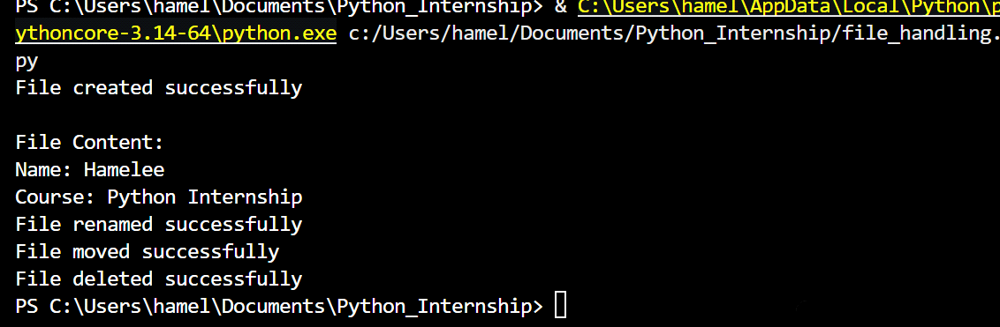 PS C:\Users\hamel\Documents\Python_Internship> & C:\Users\hamel\AppData\Local\Python\p
ythoncore-3.14-64\python.exe c:/Users/hamel/Documents/Python_Internship/file_handling.
py
File created successfully
File Content:
Name: Hamelee
Course: Python Internship
File renamed successfully
File moved successfully
File deleted successfully
PS C:\Users\hamel\Documents\Python_Internship>